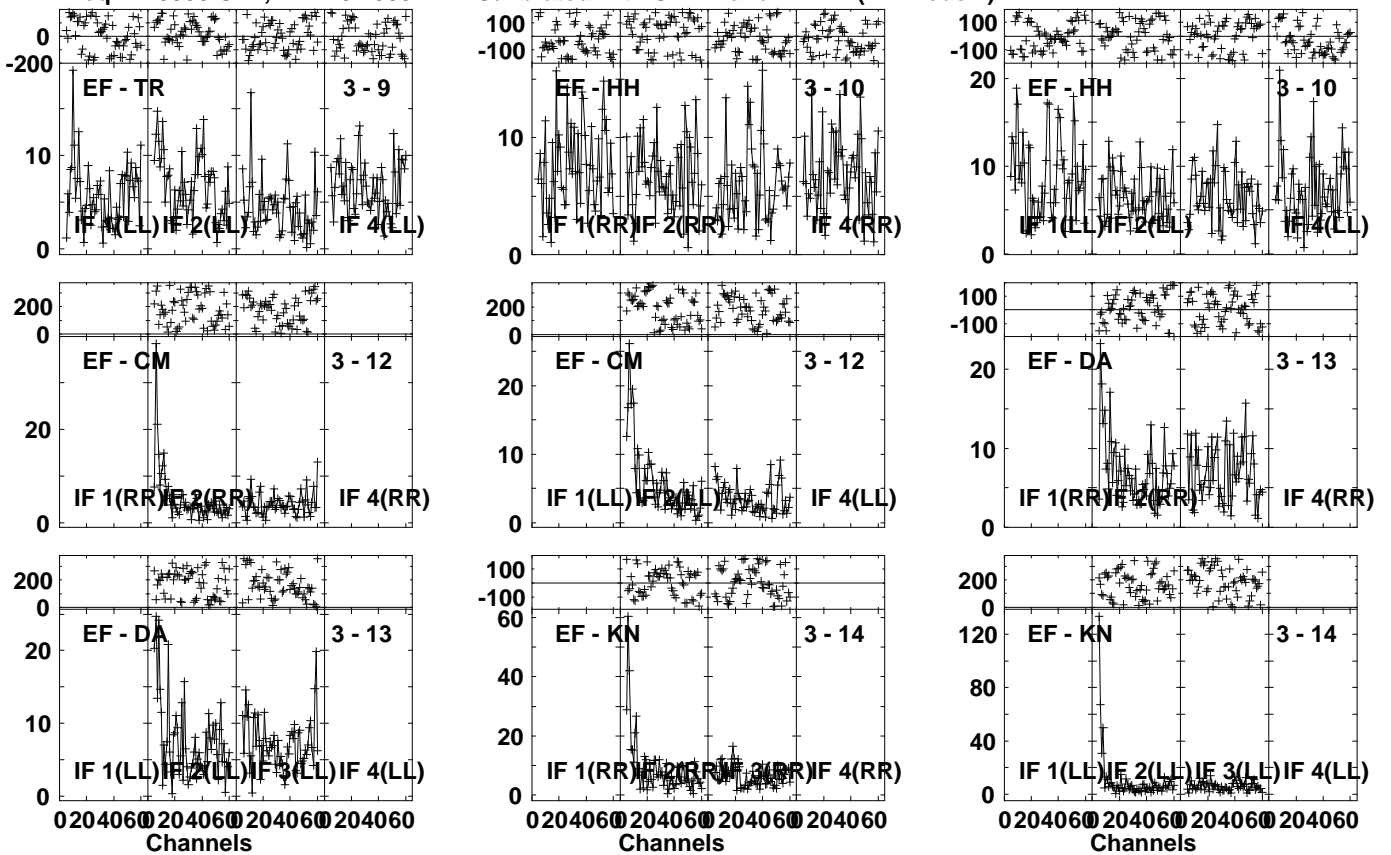 100
0
-100
-200
EF - TR
3 - 9
10
0
IF 1(LL)
IF 2(LL)
IF 4(LL)
100
-100
EF - HH
3 - 10
10
0
IF 1(RR)
IF 2(RR)
IF 4(RR)
100
-100
20
EF - HH
3 - 10
10
0
IF 1(LL)
IF 2(LL)
IF 4(LL)
200
0
EF - CM
3 - 12
20
0
IF 1(RR)
IF 2(RR)
IF 4(RR)
200
0
EF - CM
3 - 12
20
10
0
IF 1(LL)
IF 2(LL)
IF 4(LL)
100
-100
EF - DA
3 - 13
20
10
0
IF 1(RR)
IF 2(RR)
IF 4(RR)
200
0
EF - DA
3 - 13
20
10
0
IF 1(LL)
IF 2(LL)
IF 3(LL)
IF 4(LL)
0 20 40 60 0 20 40 60 0 20 40 60 0 20 40 60
Channels
100
-100
60
EF - KN
3 - 14
40
20
0
IF 1(RR)
IF 2(RR)
IF 3(RR)
IF 4(RR)
0 20 40 60 0 20 40 60 0 20 40 60 0 20 40 60
Channels
200
0
EF - KN
3 - 14
120
80
40
0
IF 1(LL)
IF 2(LL)
IF 3(LL)
IF 4(LL)
0 20 40 60 0 20 40 60 0 20 40 60 0 20 40 60
Channels